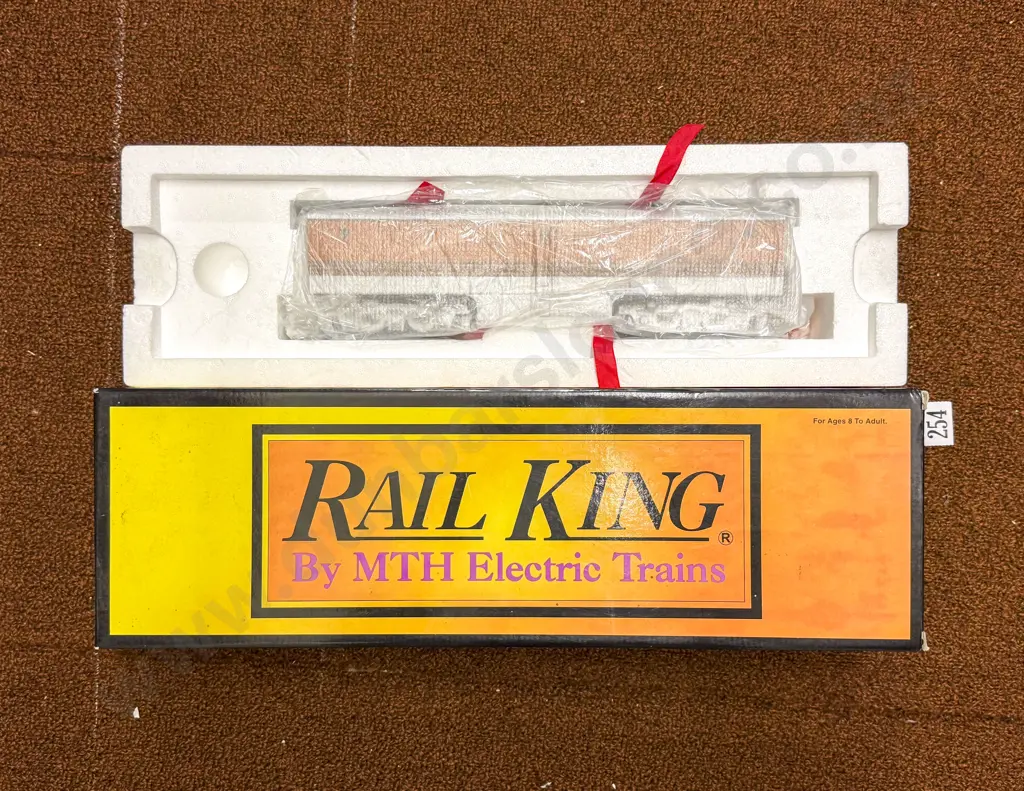 For Ages 8 To Adult.
254
RAIL KING ®
By MTH Electric Trains